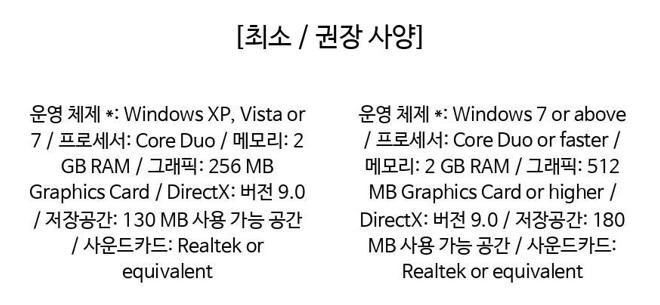 [최소 / 권장 사양]
운영 체제 *: Windows XP, Vista or
7 / 프로세서: Core Duo / 메모리: 2
GB RAM / 그래픽: 256 MB
Graphics Card / DirectX: 버전 9.0
/ 저장공간: 130 MB 사용 가능 공간
/ 사운드카드: Realtek or
equivalent
운영 체제 *: Windows 7 or above
/ 프로세서: Core Duo or faster /
메모리: 2 GB RAM / 그래픽: 512
MB Graphics Card or higher /
DirectX: 버전 9.0 / 저장공간: 180
MB 사용 가능 공간 / 사운드카드:
Realtek or equivalent